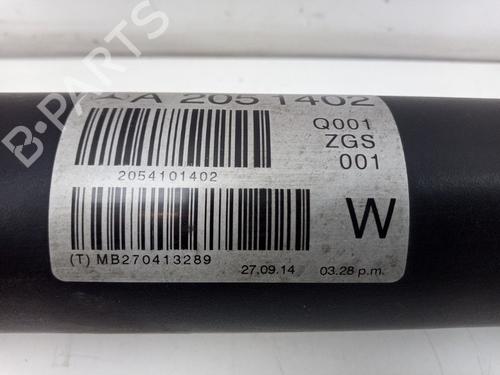 A 205 1402
Q001
ZGS
001
2054101402
W
(T) MB270413289
27.09.14 03.28 p.m.
B-PARTS